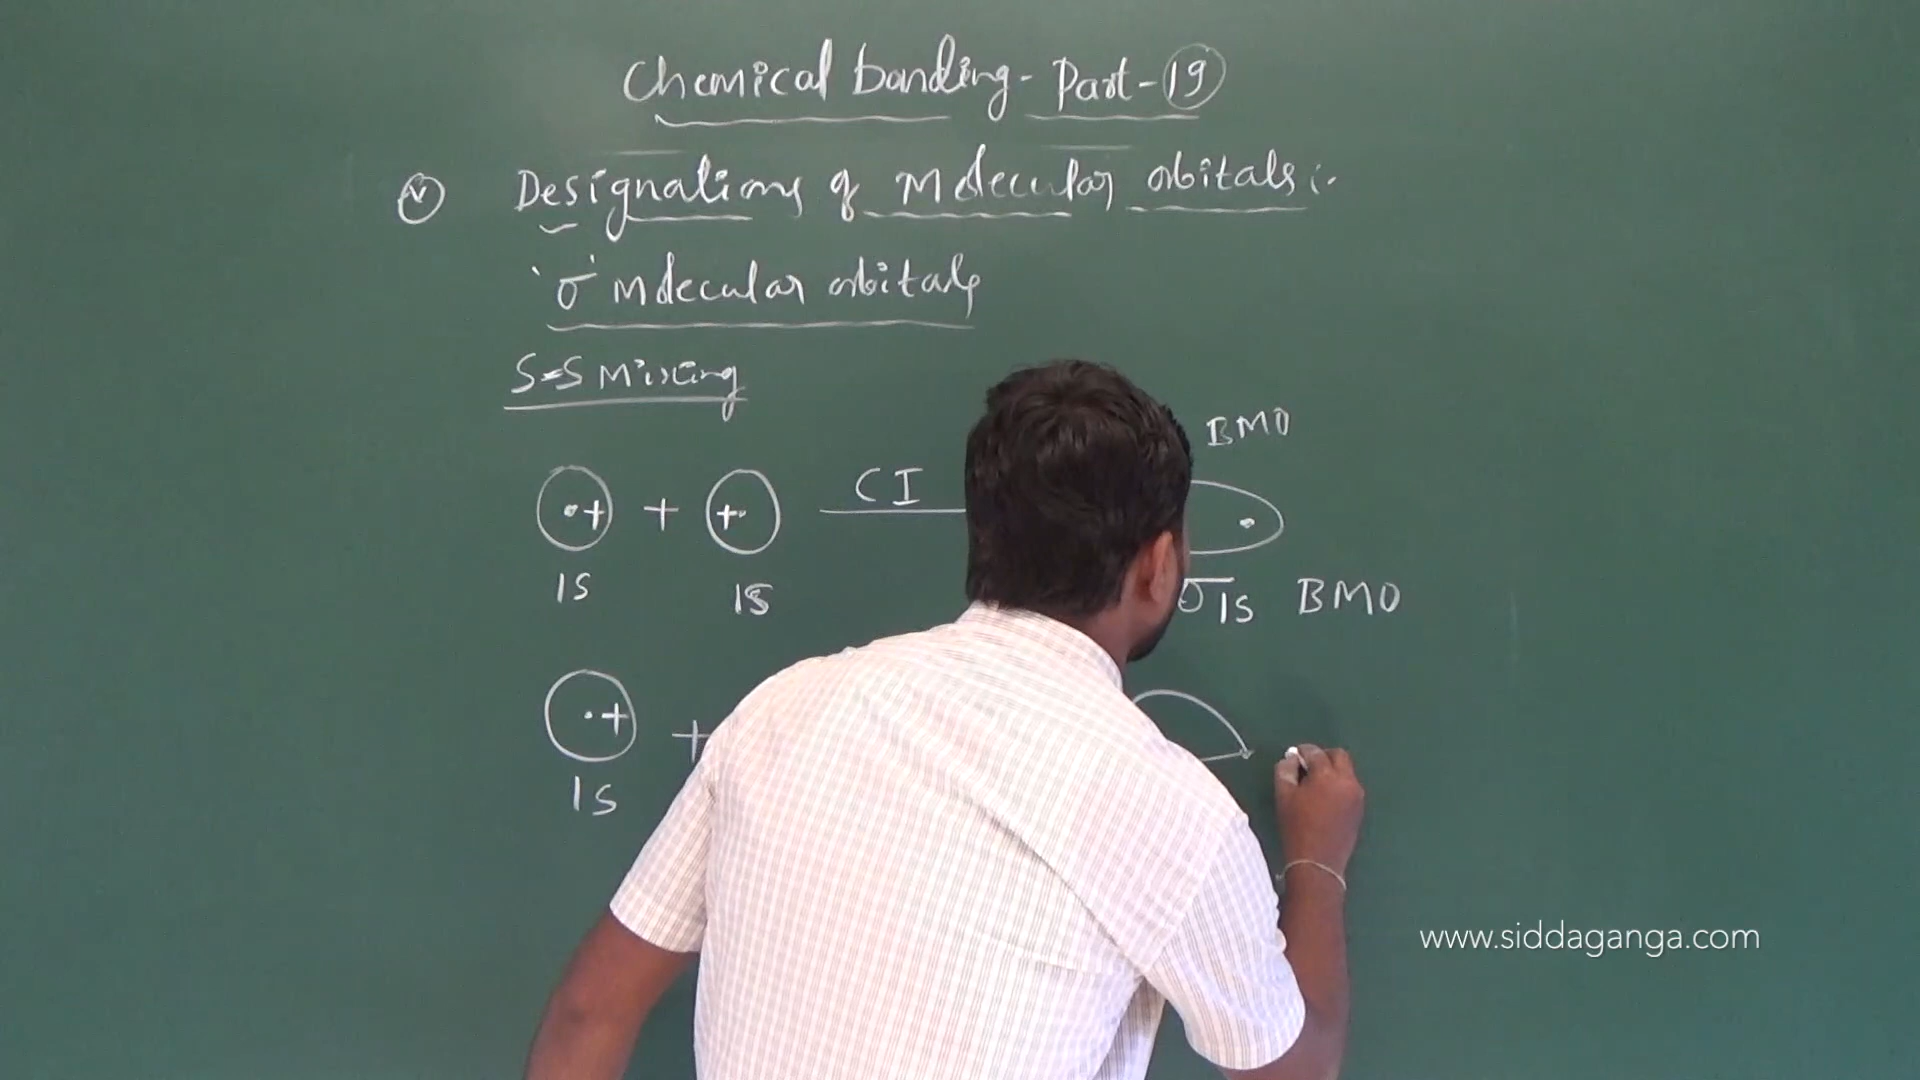 Chemical bonding - Part - 19
Designations of Molecular orbitals :-
'σ' Molecular orbitals
S-S Mixing
BMO
+ + + CI
1S 1S σ1s BMO
+ +
1S
www.siddaganga.com